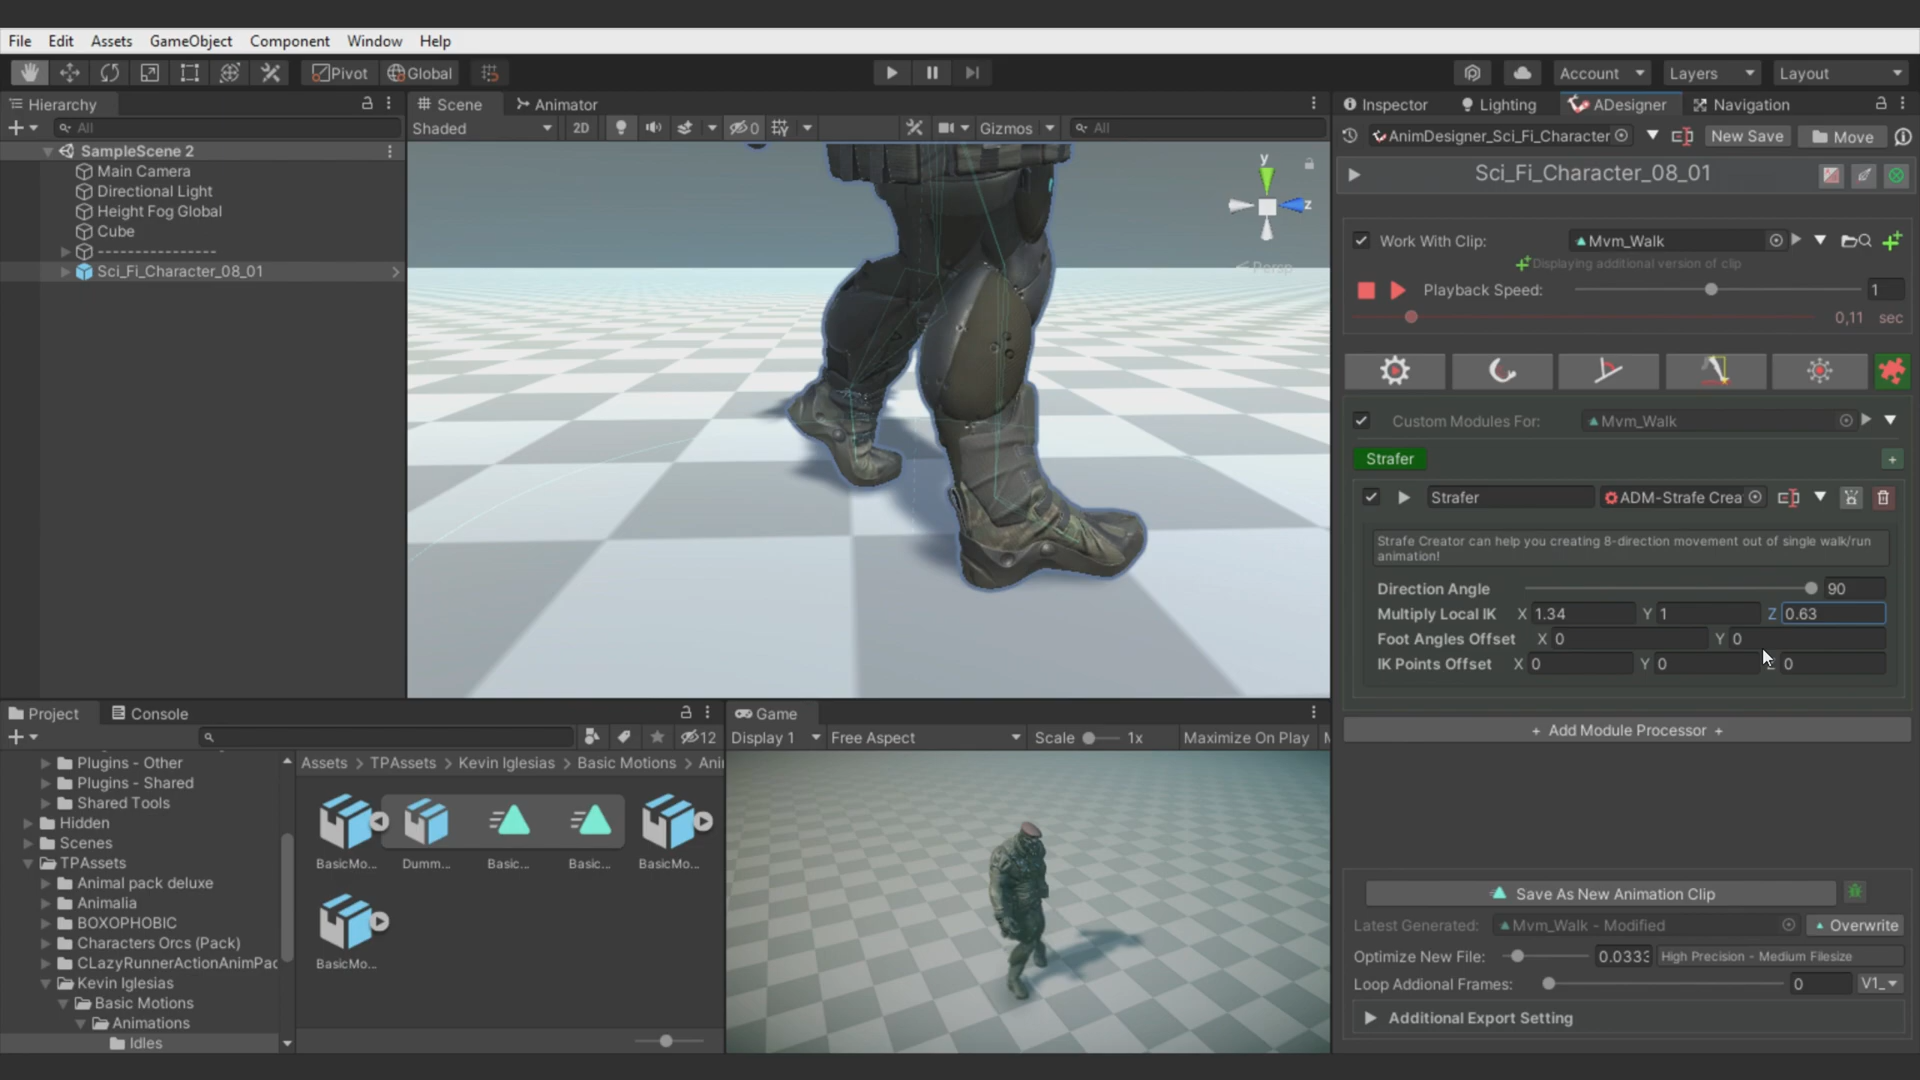 File Edit Assets GameObject Component Window Help
Pivot Global Account Layers Layout
Hierarchy
All
SampleScene 2
Main Camera
Directional Light
Height Fog Global
Cube
----------------
Sci_Fi_Character_08_01
Scene Animator
Shaded 2D 0 Gizmos All
y
z
Persp
Inspector Lighting ADesigner Navigation
AnimDesigner_Sci_Fi_Character New Save Move
Sci_Fi_Character_08_01
Work With Clip: Mvm_Walk
Displaying additional version of clip
Playback Speed: 1
0,11 sec
Custom Modules For: Mvm_Walk
Strafer +
Strafer ADM-Strafe Crea
Strafe Creator can help you creating 8-direction movement out of single walk/run
animation!
Direction Angle 90
Multiply Local IK X 1.34 Y 1 Z 0.63
Foot Angles Offset X 0 Y 0
IK Points Offset X 0 Y 0 Z 0
+ Add Module Processor +
Save As New Animation Clip
Latest Generated: Mvm_Walk - Modified Overwrite
Optimize New File: 0.033 High Precision - Medium Filesize
Loop Addional Frames: 0 V1_
Additional Export Setting
Project Console
12
Plugins - Other
Plugins - Shared
Shared Tools
Hidden
Scenes
TPAssets
Animal pack deluxe
Animalia
BOXOPHOBIC
Characters Orcs (Pack)
CLazyRunnerActionAnimPac
Kevin Iglesias
Basic Motions
Animations
Idles
Assets > TPAssets > Kevin Iglesias > Basic Motions > Ani
BasicMo... Dumm... Basic... Basic... BasicMo...
BasicMo...
Game
Display 1 Free Aspect Scale 1x Maximize On Play M